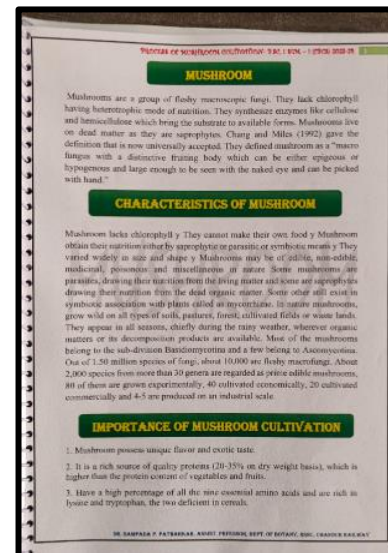 MUSHROOM
Mushrooms are a group of fleshy macroscopic fungi. They lack chlorophyll
having heterotrophic mode of nutrition. They synthesize enzymes like cellulose
and hemicellulose which bring the substrate to available forms. Mushrooms live
on dead matter as they are saprophytes. Chang and Miles (1992) gave the
definition that is now universally accepted. They defined mushroom as a "macro
fungus with a distinctive fruiting body which can be either epigeous or
hypogenous and large enough to be seen with the naked eye and can be picked
with hand."
CHARACTERISTICS OF MUSHROOM
Mushroom lacks chlorophyll y They cannot make their own food y Mushroom
obtain their nutrition either by saprophytic or parasitic or symbiotic means y They
varied widely in size and shape y Mushrooms may be of edible, non-edible,
medicinal, poisonous and miscellaneous in nature Some mushrooms are
parasites, drawing their nutrition from the living matter and some are saprophytes
drawing their nutrition from the dead organic matter. Some other still exist in
symbiotic association with plants called as mycorrhizae. In nature mushrooms,
grow wild on all types of soils, pastures, forest, cultivated fields or waste lands.
They appear in all seasons, chiefly during the rainy weather, wherever organic
matters or its decomposition products are available. Most of the mushrooms
belong to the sub-division Basidiomycotina and a few belong to Ascomycotina.
Out of 1.50 million species of fungi, about 10,000 are fleshy macrofungi. About
2,000 species from more than 30 genera are regarded as prime edible mushrooms,
80 of them are grown experimentally, 40 cultivated economically, 20 cultivated
commercially and 4-5 are produced on an industrial scale.
IMPORTANCE OF MUSHROOM CULTIVATION
1. Mushroom possess unique flavor and exotic taste.
2. It is a rich source of quality proteins (20-35% on dry weight basis), which is
higher than the protein content of vegetables and fruits.
3. Have a high percentage of all the nine essential amino acids and are rich in
lysine and tryptophan, the two deficient in cereals.
DR. SAMPADA P. PATBARKAR, ASSIST. PROFESSOR, DEPT. OF BOTANY,